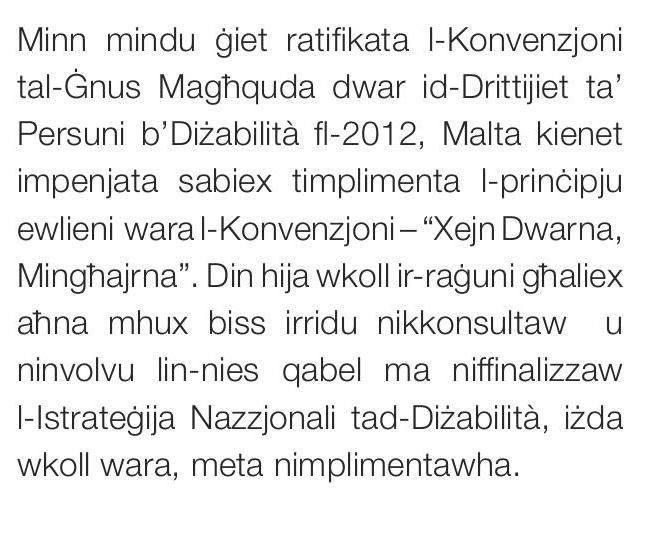 Minn mindu ġiet ratifikata l-Konvenzjoni
tal-Ġnus Magħquda dwar id-Drittijiet ta’
Persuni b’Diżabilità fl-2012, Malta kienet
impenjata sabiex timplimenta l-prinċipju
ewlieni wara l-Konvenzjoni – “Xejn Dwarna,
Mingħajrna”. Din hija wkoll ir-raġuni għaliex
aħna mhux biss irridu nikkonsultaw u
ninvolvu lin-nies qabel ma niffinalizzaw
l-Istrateġija Nazzjonali tad-Diżabilità, iżda
wkoll wara, meta nimplimentawha.